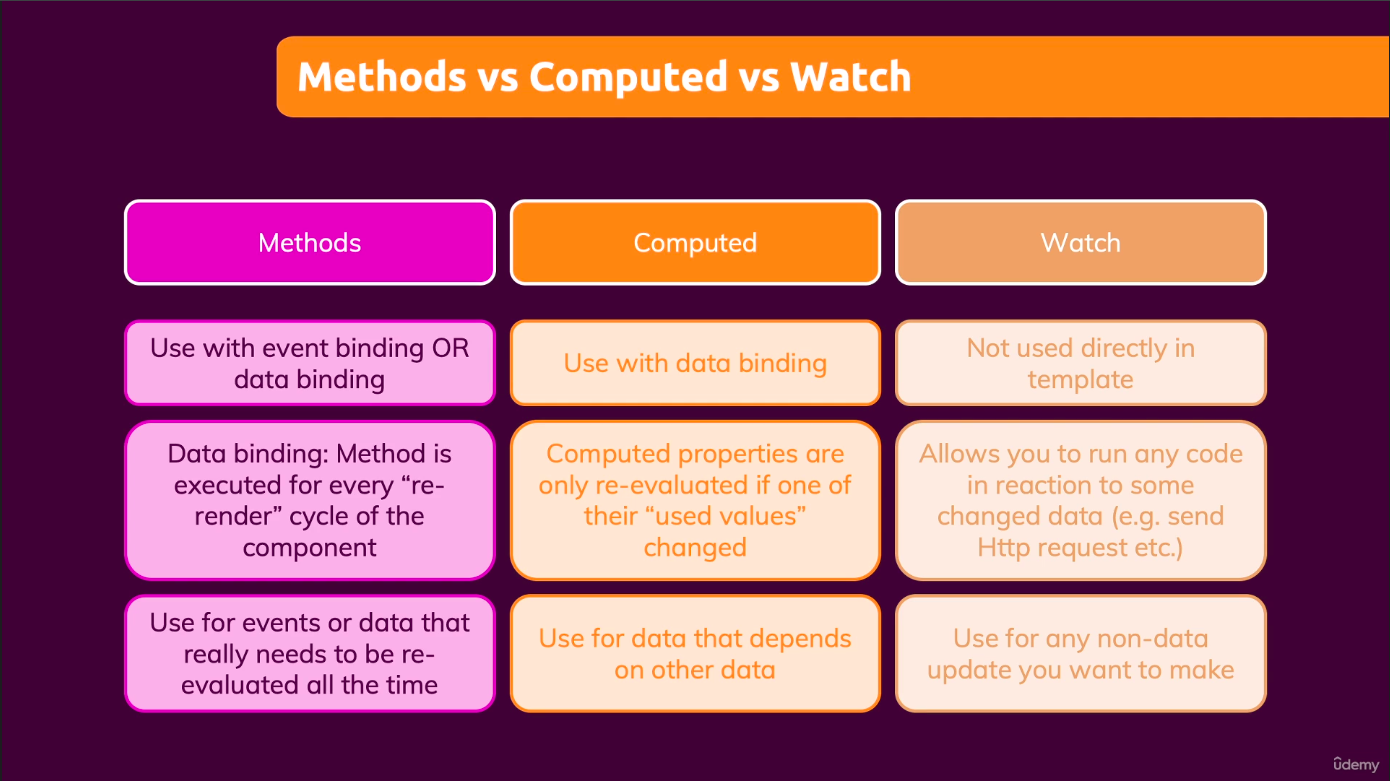 Methods vs Computed vs Watch
Methods
Computed
Watch
Use with event binding OR
data binding
Use with data binding
Not used directly in
template
Data binding: Method is
executed for every “re-
render” cycle of the
component
Computed properties are
only re-evaluated if one of
their “used values”
changed
Allows you to run any code
in reaction to some
changed data (e.g. send
Http request etc.)
Use for events or data that
really needs to be re-
evaluated all the time
Use for data that depends
on other data
Use for any non-data
update you want to make
ûdemy